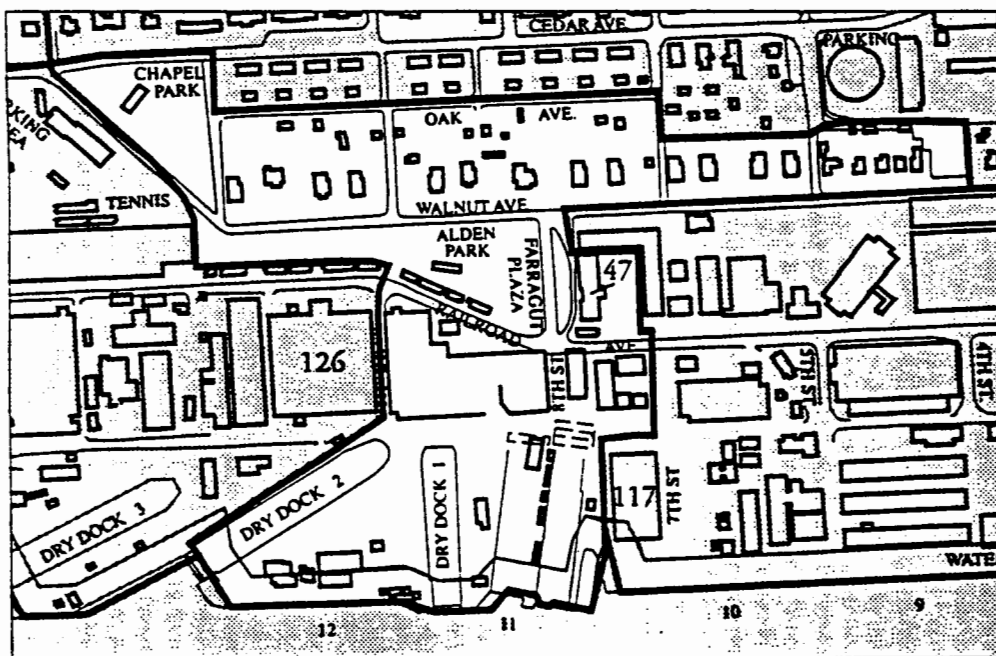 CEDAR AVE
PARKING
CHAPEL
PARK
OAK AVE.
TENNIS
WALNUT AVE
ALDEN
PARK
FARRAGUT
PLAZA
47
RAILROAD
AVE
126
8TH ST
5TH ST.
4TH ST.
DRY DOCK 3
DRY DOCK 2
DRY DOCK 1
117
7TH ST
WATE
12
11
10
9